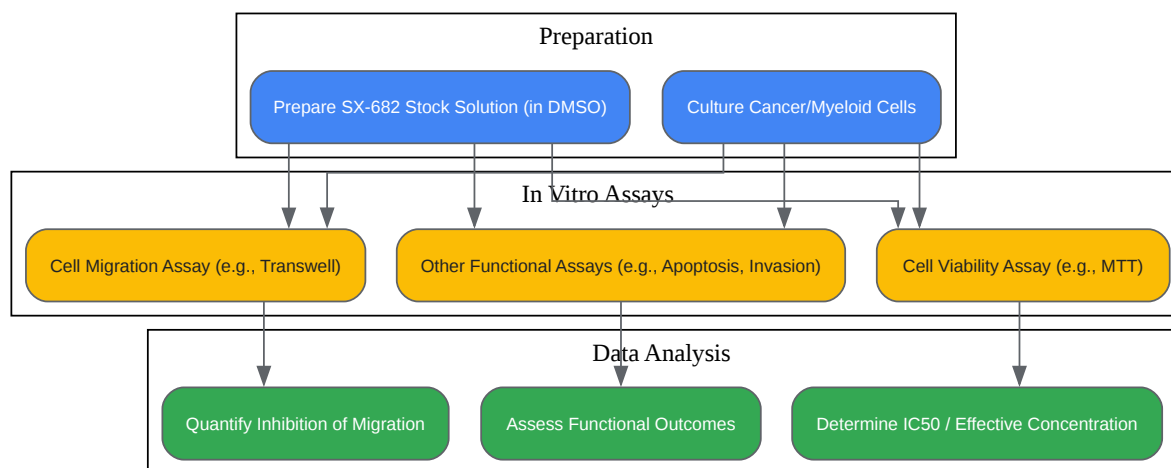 Preparation
Prepare SX-682 Stock Solution (in DMSO)
Culture Cancer/Myeloid Cells
In Vitro Assays
Cell Migration Assay (e.g., Transwell)
Other Functional Assays (e.g., Apoptosis, Invasion)
Cell Viability Assay (e.g., MTT)
Data Analysis
Quantify Inhibition of Migration
Assess Functional Outcomes
Determine IC50 / Effective Concentration